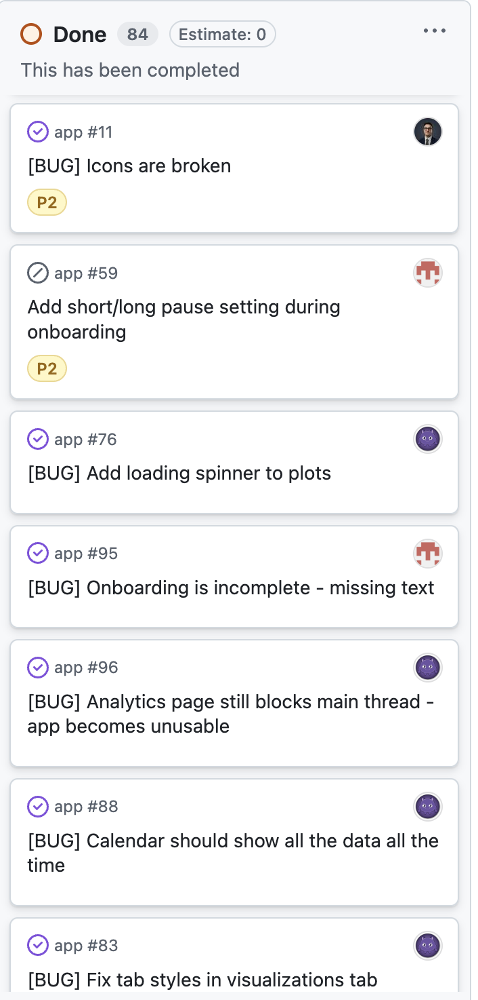 Done 84 Estimate: 0
This has been completed
app #11
[BUG] Icons are broken
P2
app #59
Add short/long pause setting during
onboarding
P2
app #76
[BUG] Add loading spinner to plots
app #95
[BUG] Onboarding is incomplete - missing text
app #96
[BUG] Analytics page still blocks main thread -
app becomes unusable
app #88
[BUG] Calendar should show all the data all the
time
app #83
[BUG] Fix tab styles in visualizations tab